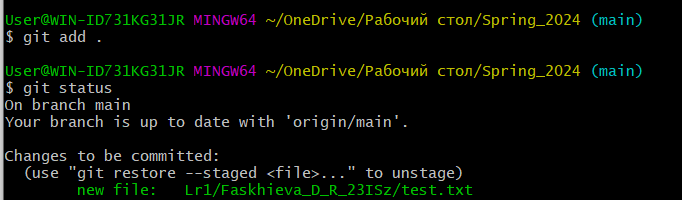 User@WIN-ID731KG31JR MINGW64 ~/OneDrive/Рабочий стол/Spring_2024 (main)
$ git add .
User@WIN-ID731KG31JR MINGW64 ~/OneDrive/Рабочий стол/Spring_2024 (main)
$ git status
On branch main
Your branch is up to date with 'origin/main'.
Changes to be committed:
(use "git restore --staged <file>..." to unstage)
new file: Lr1/Faskhieva_D_R_23ISz/test.txt